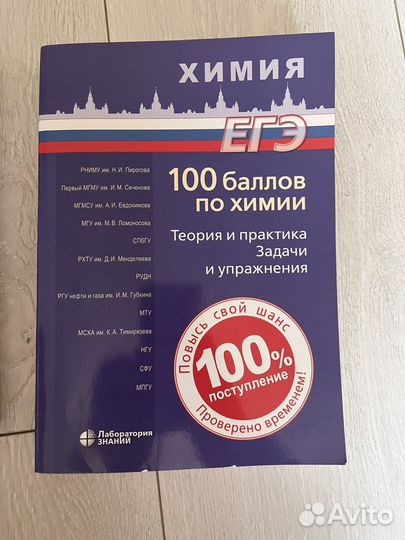 ХИМИЯ
ЕГЭ
100 баллов
по химии
Теория и практика
Задачи
и упражнения
РНИМУ им. Н.И. Пирогова
Первый МГМУ им. И.М. Сеченова
МГМСУ им. А.И. Евдокимова
МГУ им. М.В. Ломоносова
СПбГУ
РХТУ им. Д.И. Менделеева
РУДН
РГУ нефти и газа им. И.М. Губкина
МТУ
МСХА им. К.А. Тимирязева
НГУ
СФУ
МПГУ
Повысь свой шанс
100%
поступление
Проверено временем!
Лаборатория
ЗНАНИЙ
Avito